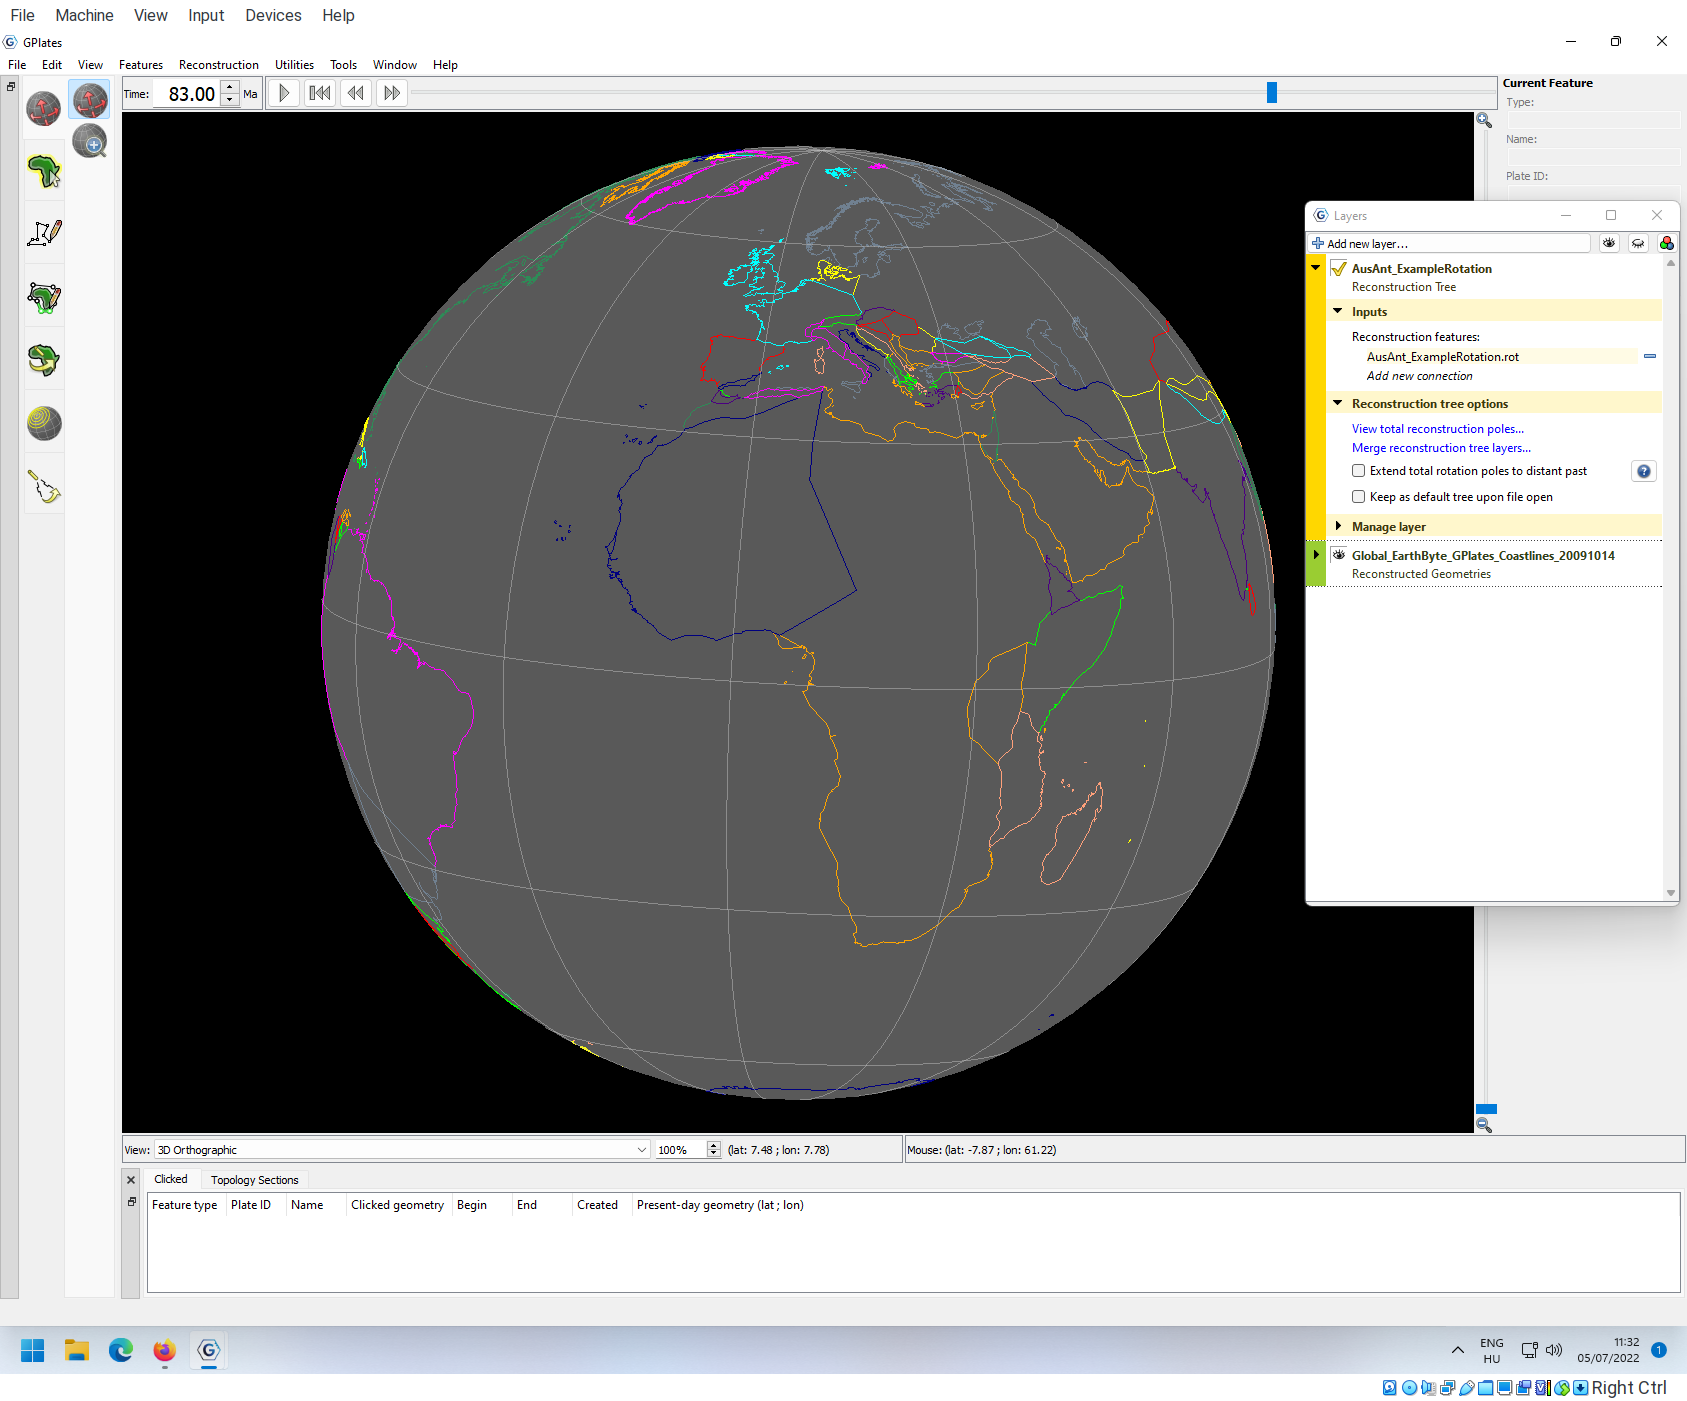 File Machine View Input Devices Help
GPlates
File Edit View Features Reconstruction Utilities Tools Window Help
Time: 83.00 Ma
Current Feature
Type:
Name:
Plate ID:
Layers
Add new layer...
AusAnt_ExampleRotation
Reconstruction Tree
Inputs
Reconstruction features:
AusAnt_ExampleRotation.rot
Add new connection
Reconstruction tree options
View total reconstruction poles...
Merge reconstruction tree layers...
Extend total rotation poles to distant past
?
Keep as default tree upon file open
Manage layer
Global_EarthByte_GPlates_Coastlines_20091014
Reconstructed Geometries
View: 3D Orthographic 100% (lat: 7.48 ; lon: 7.78) Mouse: (lat: -7.87 ; lon: 61.22)
Clicked Topology Sections
Feature type Plate ID Name Clicked geometry Begin End Created Present-day geometry (lat ; lon)
ENG
HU
11:32
05/07/2022
1
Right Ctrl